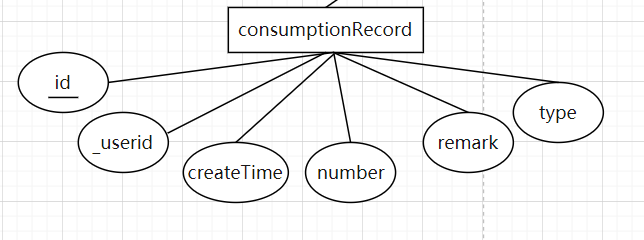 consumptionRecord
id
_userid
createTime
number
remark
type